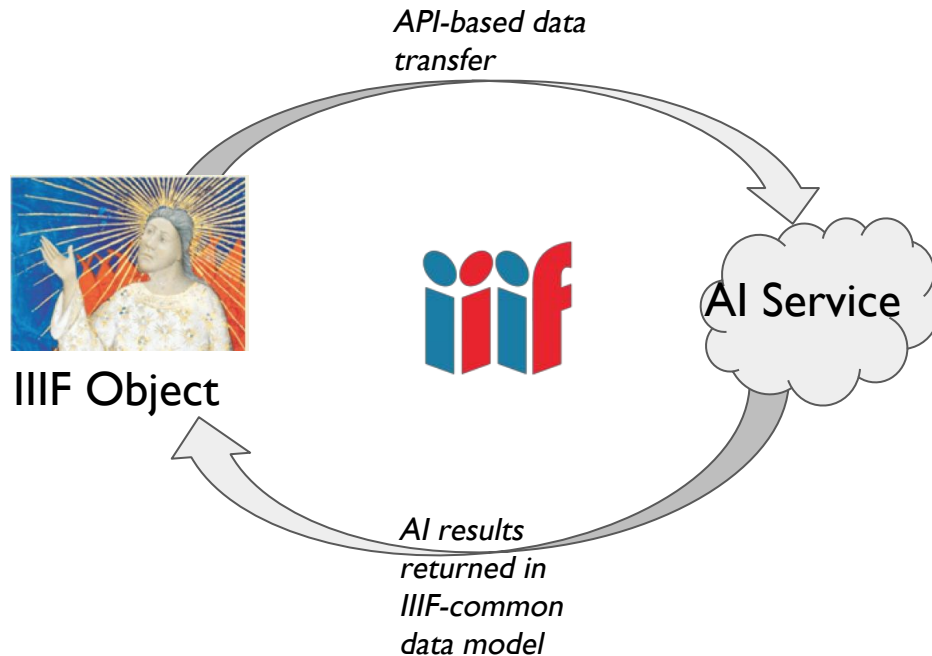 API-based data
transfer
iiif
AI Service
IIIF Object
AI results
returned in
IIIF-common
data model